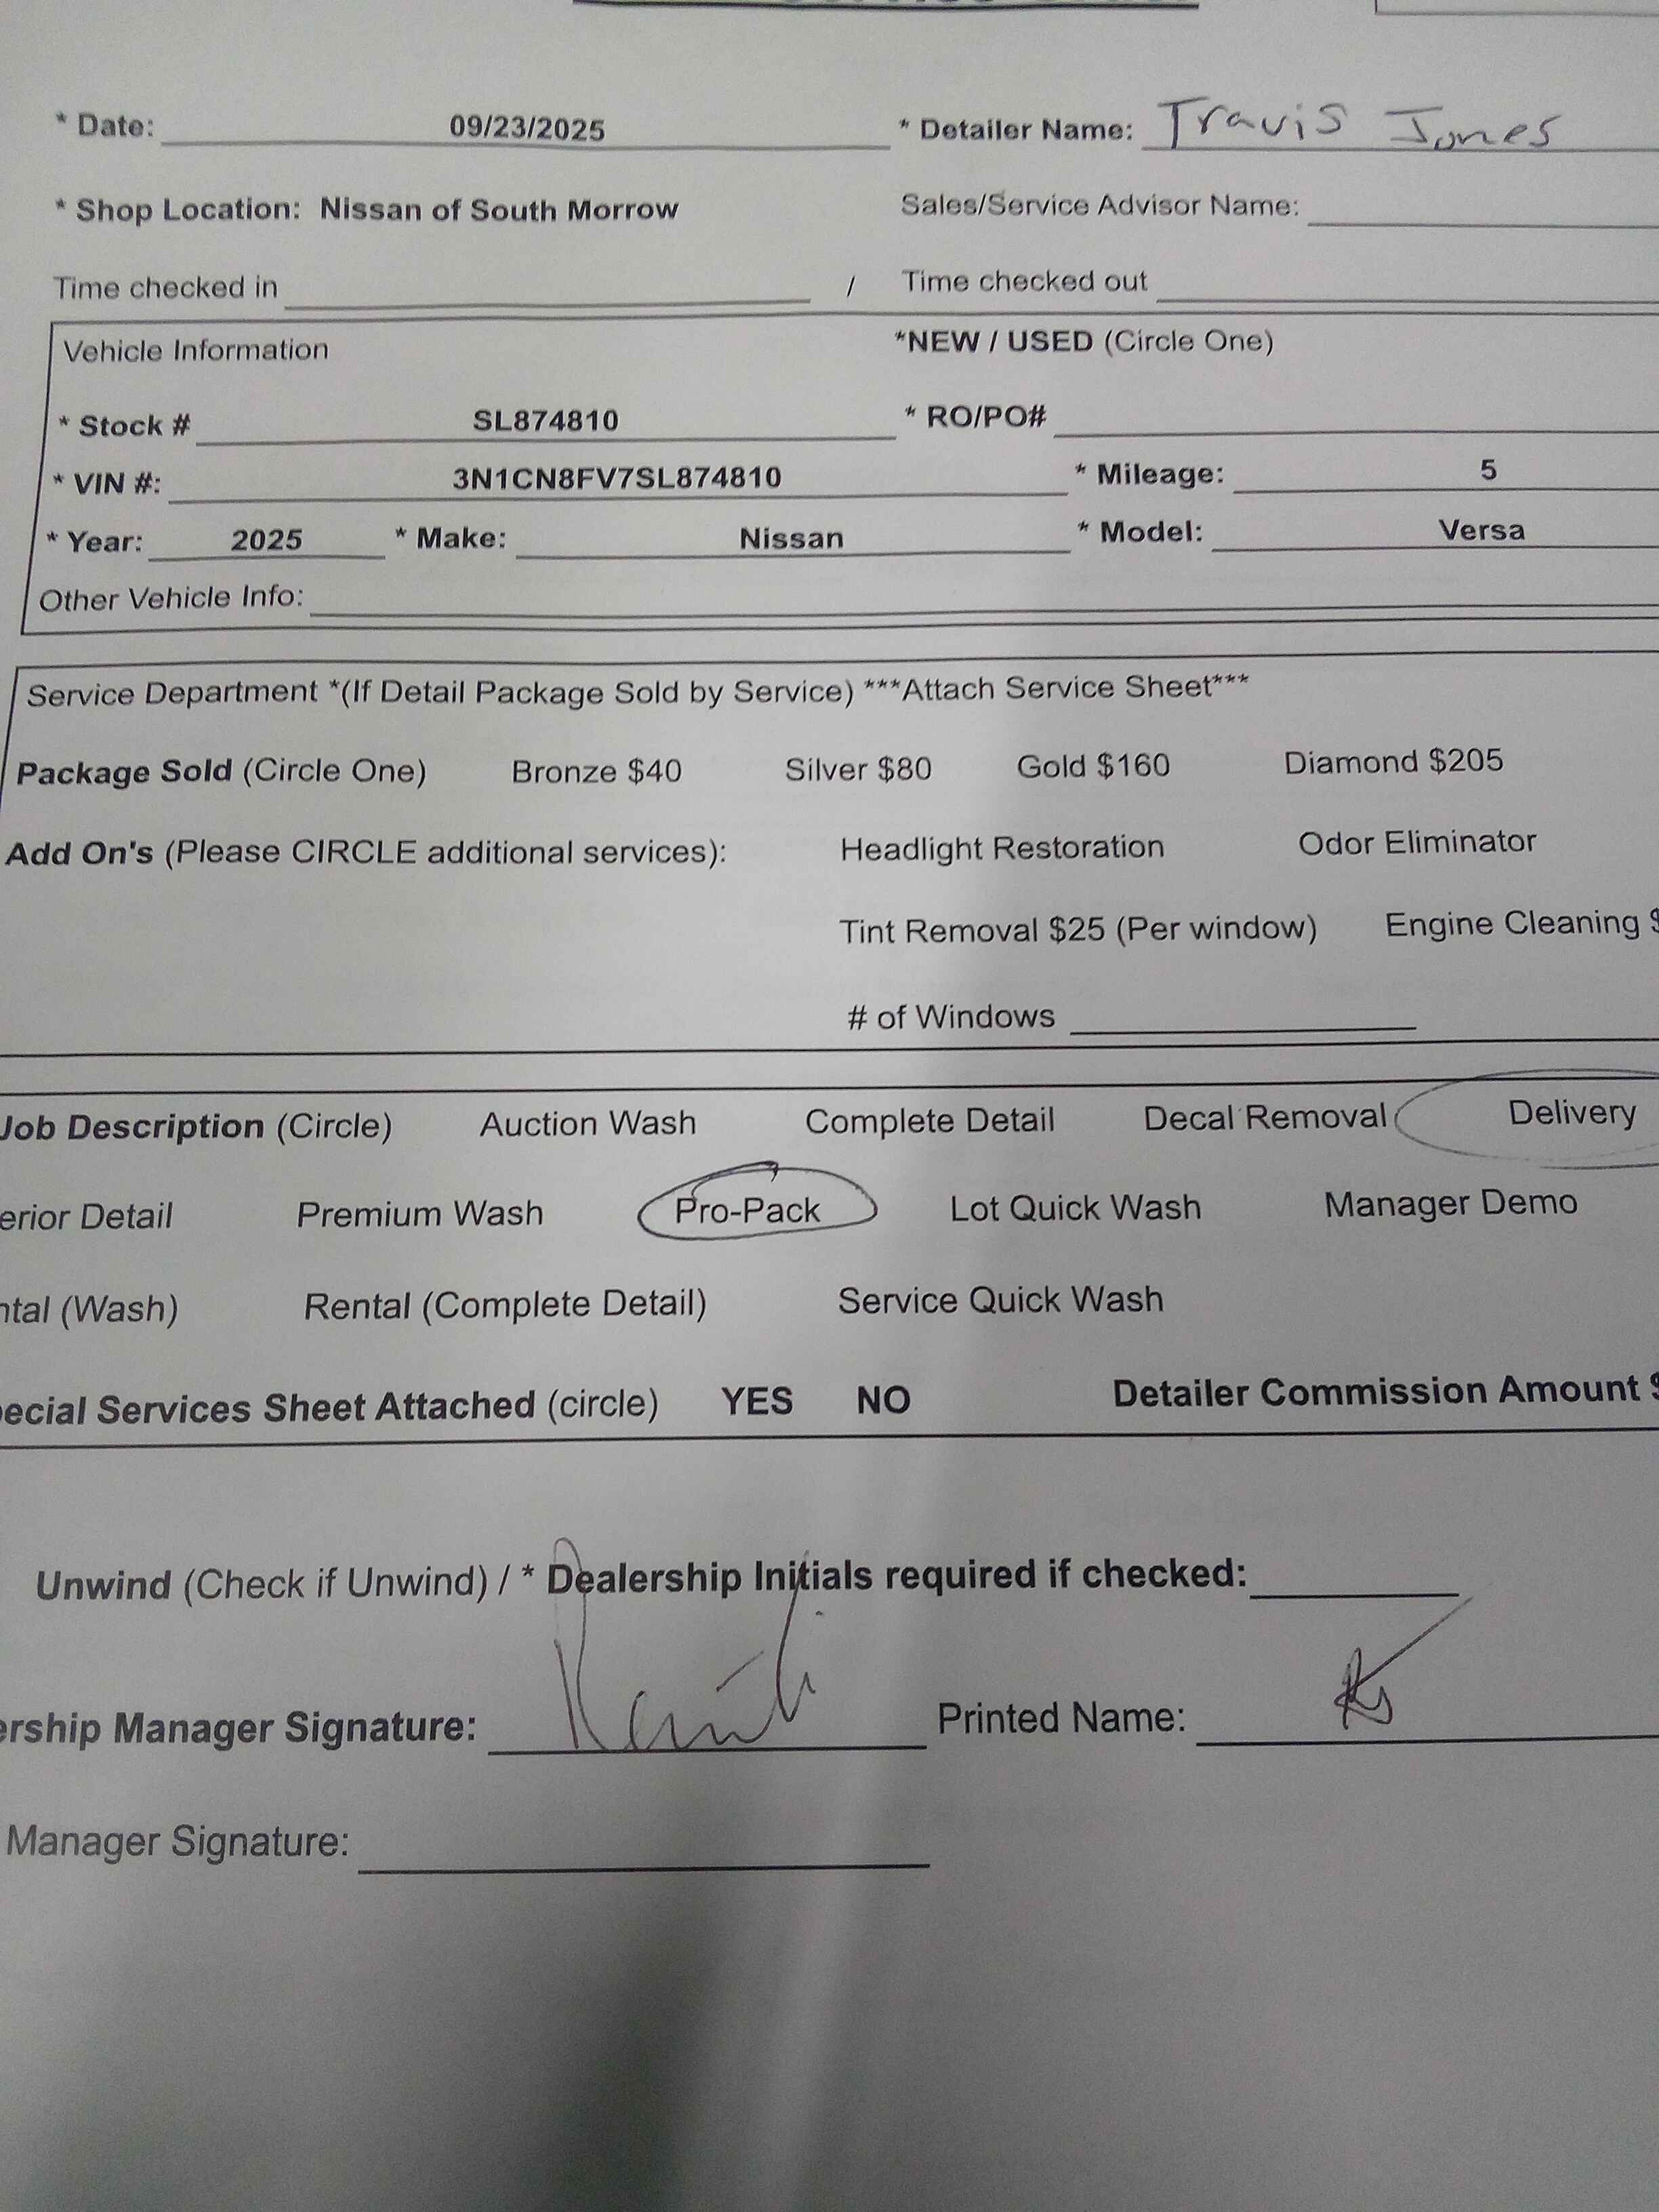 * Date: 09/23/2025 * Detailer Name: Travis Jones
* Shop Location: Nissan of South Morrow Sales/Service Advisor Name:
Time checked in / Time checked out
Vehicle Information *NEW / USED (Circle One)
* Stock # SL874810 * RO/PO#
* VIN #: 3N1CN8FV7SL874810 * Mileage: 5
* Year: 2025 * Make: Nissan * Model: Versa
Other Vehicle Info:
Service Department *(If Detail Package Sold by Service) ***Attach Service Sheet***
Package Sold (Circle One) Bronze $40 Silver $80 Gold $160 Diamond $205
Add On's (Please CIRCLE additional services): Headlight Restoration Odor Eliminator
Tint Removal $25 (Per window) Engine Cleaning $
# of Windows
Job Description (Circle) Auction Wash Complete Detail Decal Removal Delivery
erior Detail Premium Wash Pro-Pack Lot Quick Wash Manager Demo
ntal (Wash) Rental (Complete Detail) Service Quick Wash
ecial Services Sheet Attached (circle) YES NO Detailer Commission Amount $
Unwind (Check if Unwind) / * Dealership Initials required if checked:
ership Manager Signature: Printed Name:
Manager Signature: